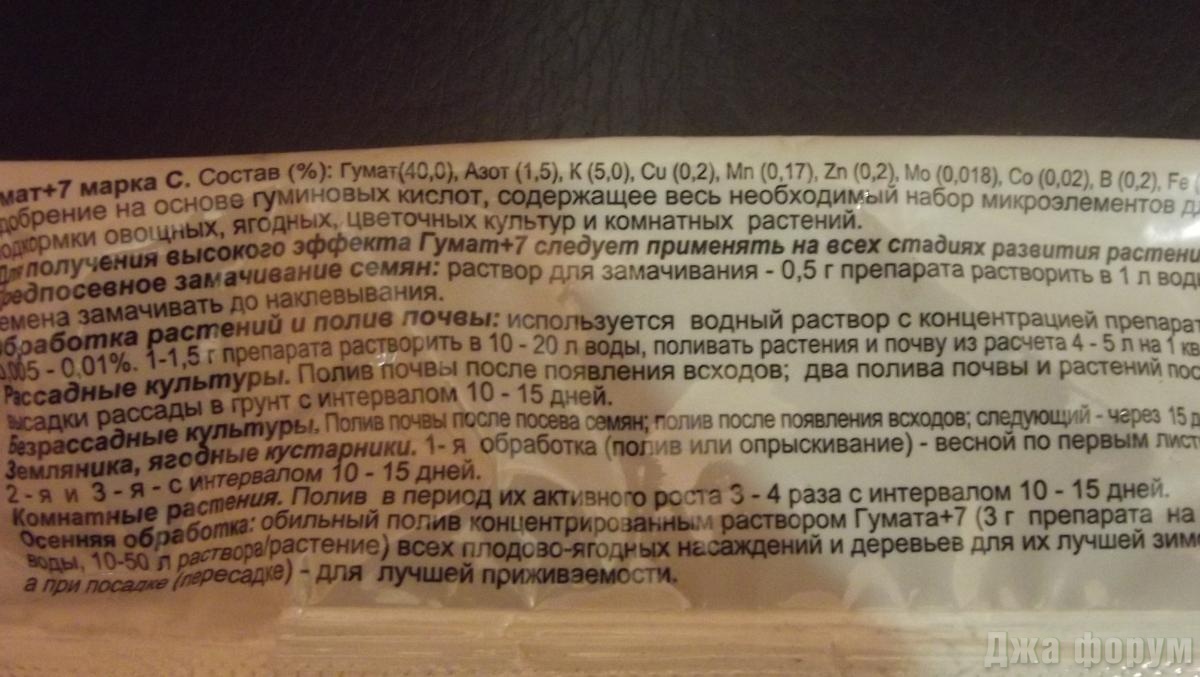 мат+7 марка С. Состав (%): Гумат(40,0), Азот (1,5), K (5,0), Cu (0,2), Mn (0,17), Zn (0,2), Mo (0,018), Co (0,02), B (0,2), Fe (
добрение на основе гуминовых кислот, содержащее весь необходимый набор микроэлементов д
одкормки овощных, ягодных, цветочных культур и комнатных растений.
Для получения высокого эффекта Гумат+7 следует применять на всех стадиях развития растени
редпосевное замачивание семян: раствор для замачивания - 0,5 г препарата растворить в 1 л воды
емена замачивать до наклевывания.
бработка растений и полив почвы: используется водный раствор с концентрацией препарат
0,005 - 0,01%. 1-1,5 г препарата растворить в 10 - 20 л воды, поливать растения и почву из расчета 4 - 5 л на 1 кв
Рассадные культуры. Полив почвы после появления всходов; два полива почвы и растений пос
высадки рассады в грунт с интервалом 10 - 15 дней.
Безрассадные культуры. Полив почвы после посева семян; полив после появления всходов; следующий - через 15 д
Земляника, ягодные кустарники. 1- я обработка (полив или опрыскивание) - весной по первым лист
2 - я и 3 - я - с интервалом 10 - 15 дней.
Комнатные растения. Полив в период их активного роста 3 - 4 раза с интервалом 10 - 15 дней.
Осенняя обработка: обильный полив концентрированным раствором Гумата+7 (3 г препарата на
воды, 10-50 л раствора/растение) всех плодово-ягодных насаждений и деревьев для их лучшей зимо
а при посадке (пересадке) - для лучшей приживаемости.
Джа форум